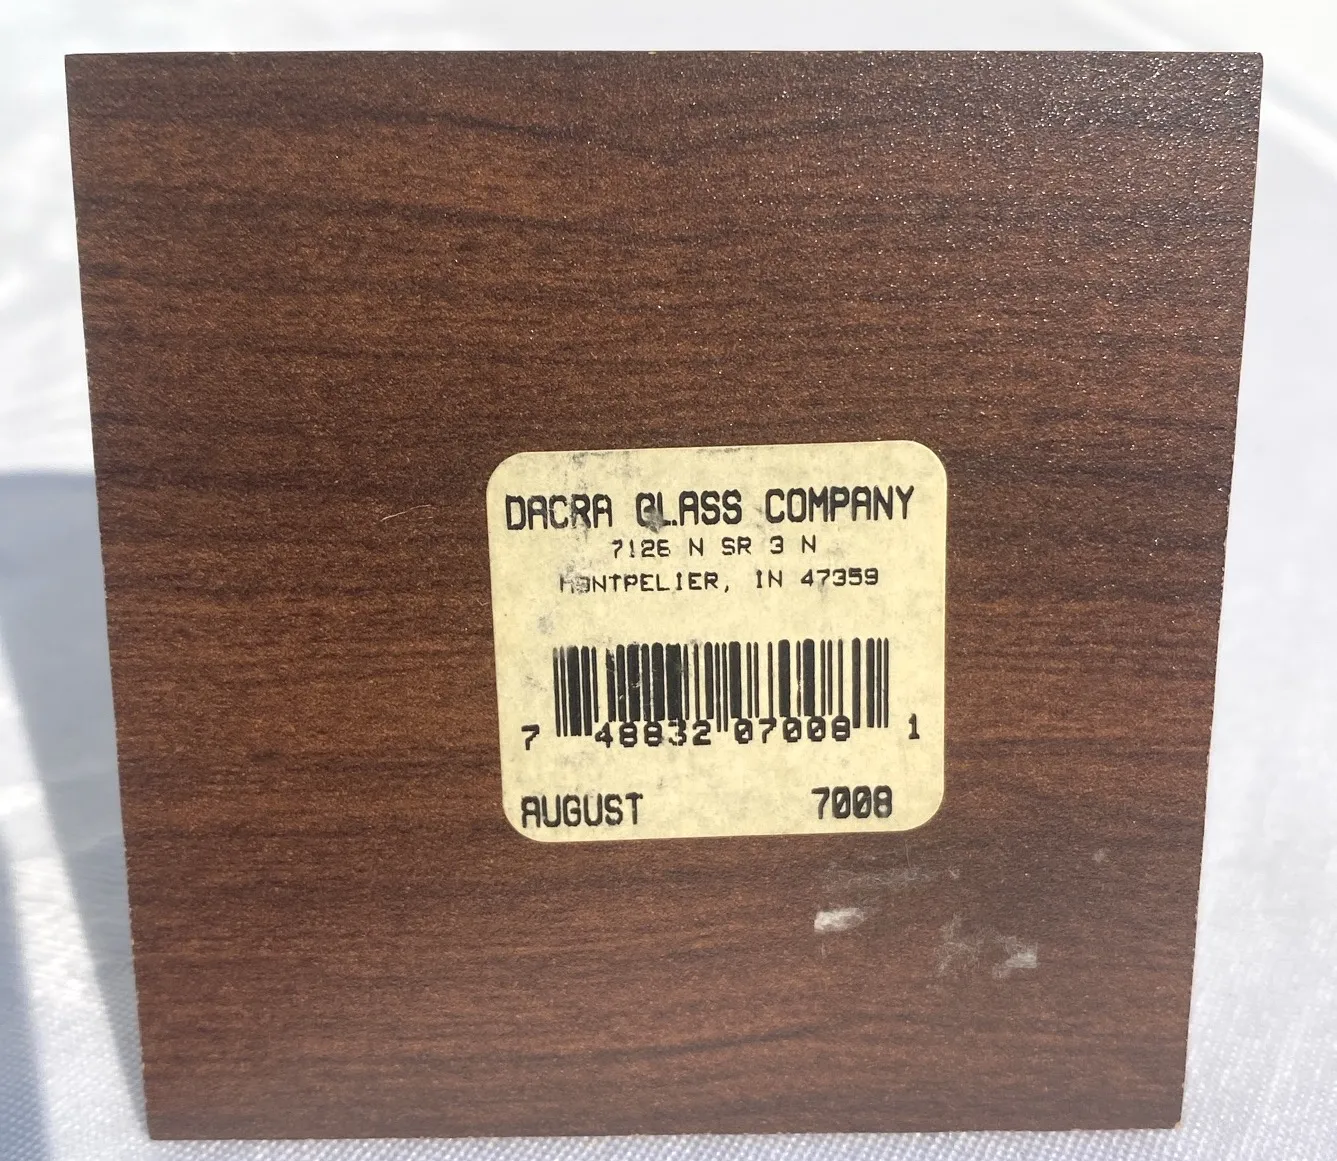 DACRA GLASS COMPANY
7126 N SR 3 N
MONTPELIER, IN 47359
7 48832 07008 1
AUGUST 7008